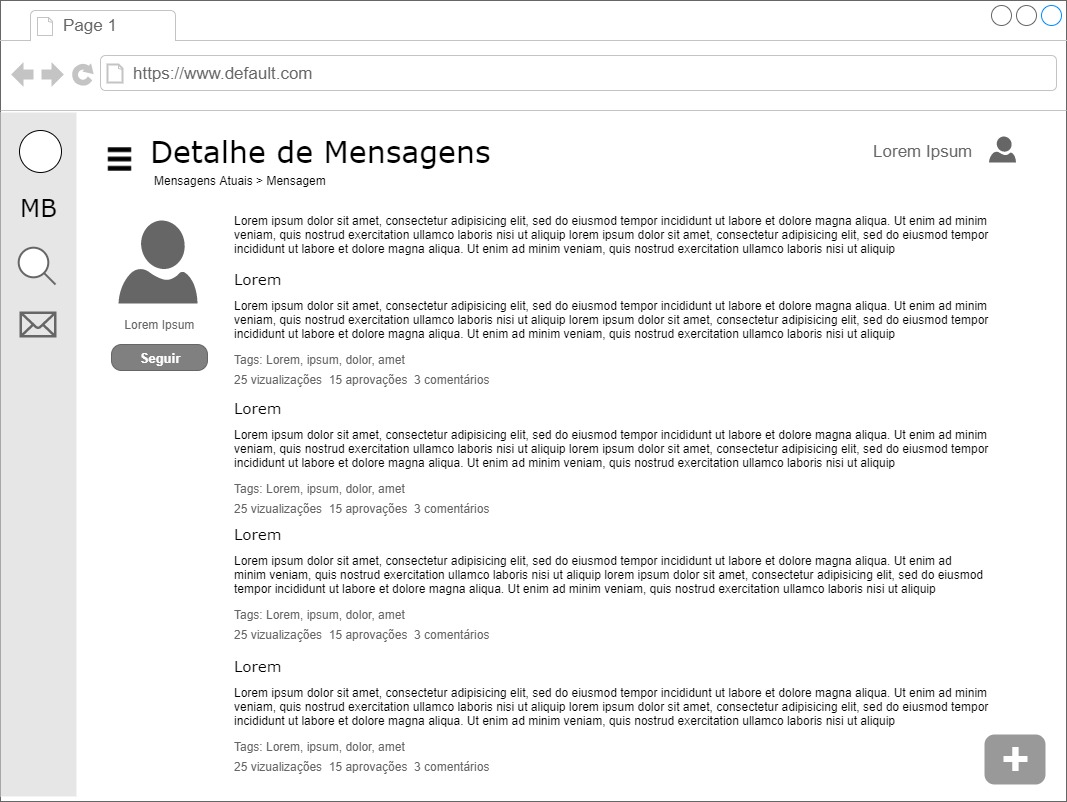 Page 1
https://www.default.com
MB
Detalhe de Mensagens
Mensagens Atuais > Mensagem
Lorem Ipsum
Lorem Ipsum
Seguir
Lorem ipsum dolor sit amet, consectetur adipisicing elit, sed do eiusmod tempor incididunt ut labore et dolore magna aliqua. Ut enim ad minim
veniam, quis nostrud exercitation ullamco laboris nisi ut aliquip lorem ipsum dolor sit amet, consectetur adipisicing elit, sed do eiusmod tempor
incididunt ut labore et dolore magna aliqua. Ut enim ad minim veniam, quis nostrud exercitation ullamco laboris nisi ut aliquip
Lorem
Lorem ipsum dolor sit amet, consectetur adipisicing elit, sed do eiusmod tempor incididunt ut labore et dolore magna aliqua. Ut enim ad minim
veniam, quis nostrud exercitation ullamco laboris nisi ut aliquip lorem ipsum dolor sit amet, consectetur adipisicing elit, sed do eiusmod tempor
incididunt ut labore et dolore magna aliqua. Ut enim ad minim veniam, quis nostrud exercitation ullamco laboris nisi ut aliquip
Tags: Lorem, ipsum, dolor, amet
25 vizualizações 15 aprovações 3 comentários
Lorem
Lorem ipsum dolor sit amet, consectetur adipisicing elit, sed do eiusmod tempor incididunt ut labore et dolore magna aliqua. Ut enim ad minim
veniam, quis nostrud exercitation ullamco laboris nisi ut aliquip lorem ipsum dolor sit amet, consectetur adipisicing elit, sed do eiusmod tempor
incididunt ut labore et dolore magna aliqua. Ut enim ad minim veniam, quis nostrud exercitation ullamco laboris nisi ut aliquip
Tags: Lorem, ipsum, dolor, amet
25 vizualizações 15 aprovações 3 comentários
Lorem
Lorem ipsum dolor sit amet, consectetur adipisicing elit, sed do eiusmod tempor incididunt ut labore et dolore magna aliqua. Ut enim ad
minim veniam, quis nostrud exercitation ullamco laboris nisi ut aliquip lorem ipsum dolor sit amet, consectetur adipisicing elit, sed do eiusmod
tempor incididunt ut labore et dolore magna aliqua. Ut enim ad minim veniam, quis nostrud exercitation ullamco laboris nisi ut aliquip
Tags: Lorem, ipsum, dolor, amet
25 vizualizações 15 aprovações 3 comentários
Lorem
Lorem ipsum dolor sit amet, consectetur adipisicing elit, sed do eiusmod tempor incididunt ut labore et dolore magna aliqua. Ut enim ad minim
veniam, quis nostrud exercitation ullamco laboris nisi ut aliquip lorem ipsum dolor sit amet, consectetur adipisicing elit, sed do eiusmod tempor
incididunt ut labore et dolore magna aliqua. Ut enim ad minim veniam, quis nostrud exercitation ullamco laboris nisi ut aliquip
Tags: Lorem, ipsum, dolor, amet
25 vizualizações 15 aprovações 3 comentários